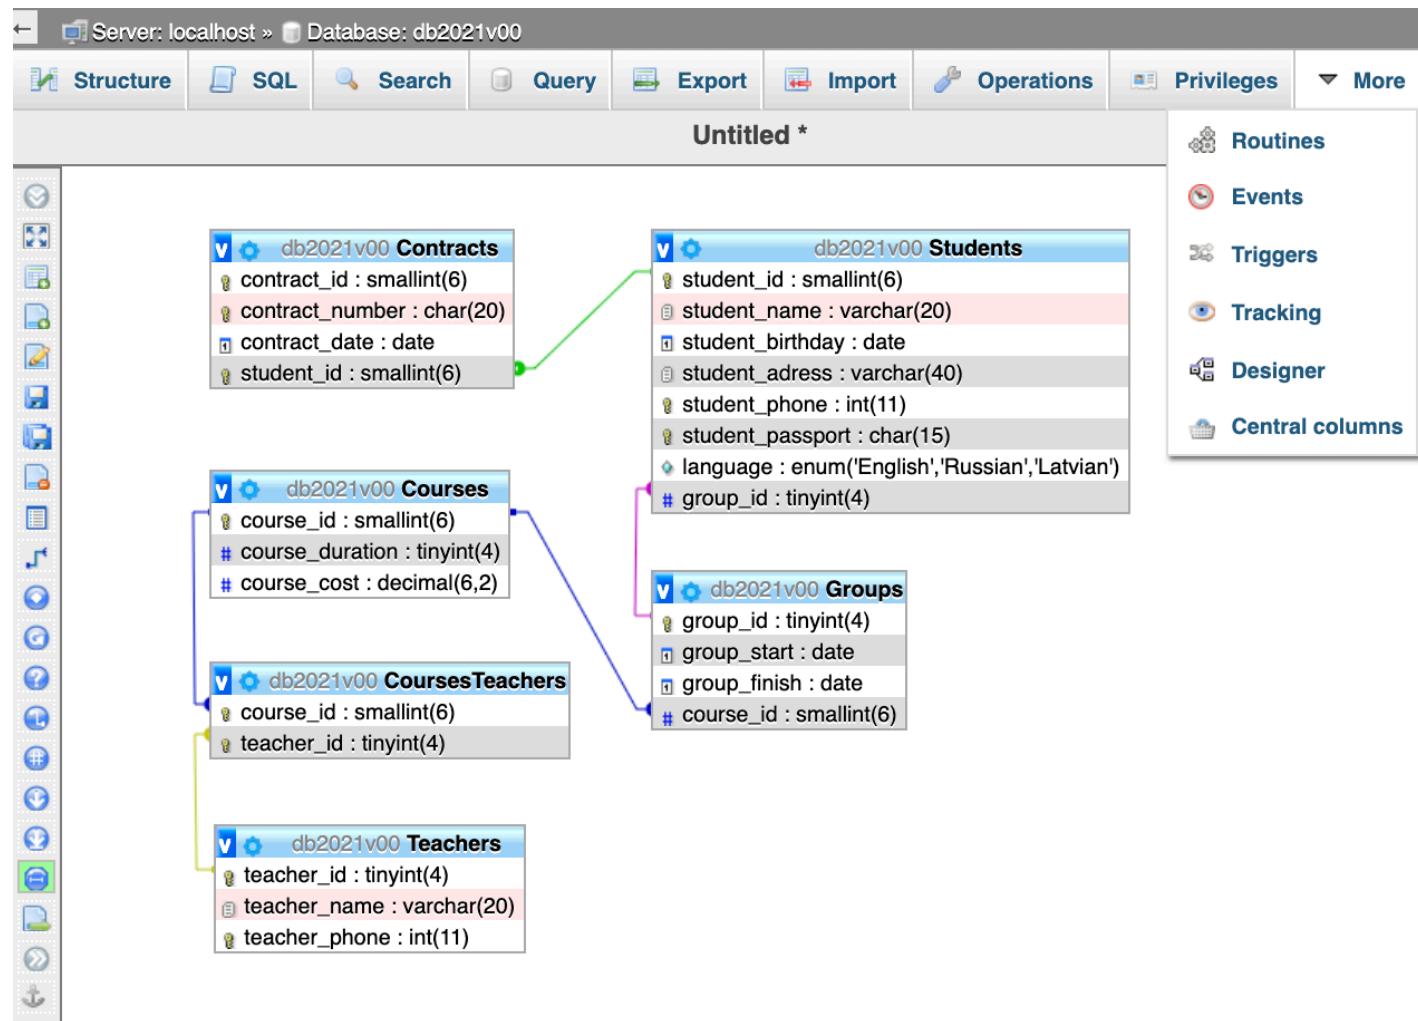 Server: localhost » Database: db2021v00
Structure SQL Search Query Export Import Operations Privileges More
Untitled *
Routines
Events
Triggers
Tracking
Designer
Central columns
v db2021v00 Contracts
contract_id : smallint(6)
contract_number : char(20)
contract_date : date
student_id : smallint(6)
v db2021v00 Students
student_id : smallint(6)
student_name : varchar(20)
student_birthday : date
student_adress : varchar(40)
student_phone : int(11)
student_passport : char(15)
language : enum('English','Russian','Latvian')
# group_id : tinyint(4)
v db2021v00 Courses
course_id : smallint(6)
# course_duration : tinyint(4)
# course_cost : decimal(6,2)
v db2021v00 Groups
group_id : tinyint(4)
group_start : date
group_finish : date
# course_id : smallint(6)
v db2021v00 CoursesTeachers
course_id : smallint(6)
teacher_id : tinyint(4)
v db2021v00 Teachers
teacher_id : tinyint(4)
teacher_name : varchar(20)
teacher_phone : int(11)